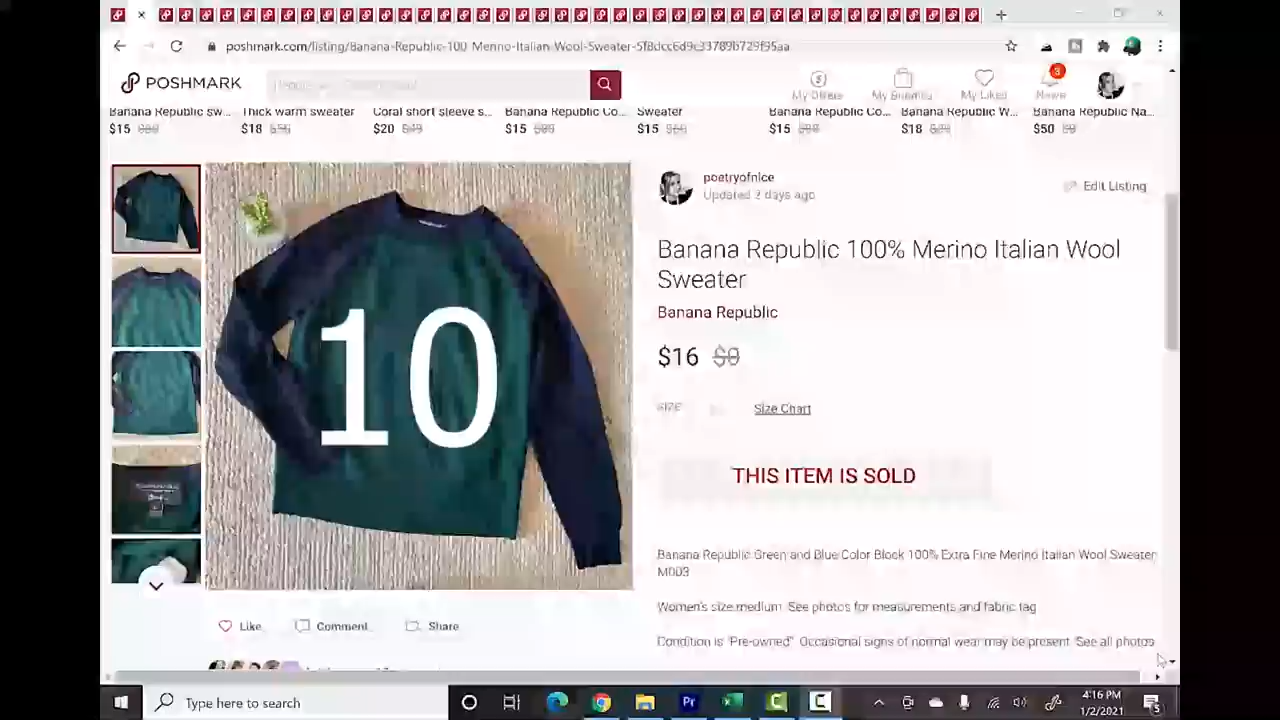 poshmark.com/listing/Banana-Republic-100-Merino-Italian-Wool-Sweater-5f8dcc6d9c33789b729f95aa
POSHMARK
My Offers
My Bundles
My Likes
3
News
Banana Republic sw...
Thick warm sweater
Coral short sleeve s...
Banana Republic Co...
Sweater
Banana Republic Co...
Banana Republic W...
Banana Republic Na...
$15
$18
$20
$15
$15
$15
$18
$50 $0
poetryofnice
Updated 2 days ago
Edit Listing
Banana Republic 100% Merino Italian Wool
Sweater
Banana Republic
$16 $0
10
SIZE
Size Chart
THIS ITEM IS SOLD
Banana Republic Green and Blue Color Block 100% Extra Fine Merino Italian Wool Sweater
M003
Women's size medium See photos for measurements and fabric tag
Condition is "Pre-owned" Occasional signs of normal wear may be present See all photos
Like
Comment
Share
Type here to search
4:16 PM
1/2/2021
5